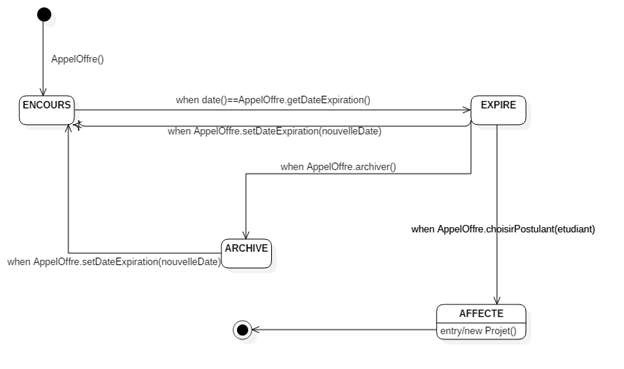 AppelOffre()
ENCOURS
when date()==AppelOffre.getDateExpiration()
EXPIRE
when AppelOffre.setDateExpiration(nouvelleDate)
when AppelOffre.archiver()
when AppelOffre.choisirPostulant(etudiant)
ARCHIVE
when AppelOffre.setDateExpiration(nouvelleDate)
AFFECTE
entry/new Projet()